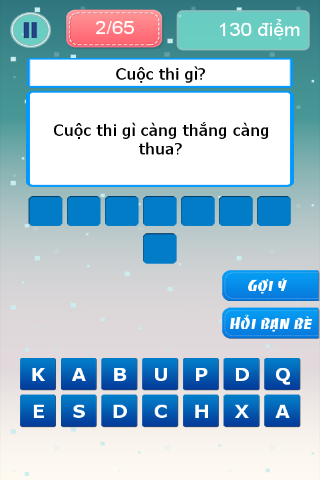 2/65
130 điểm
Cuộc thi gì?
Cuộc thi gì càng thắng càng
thua?
GỢI Ý
HỎI BẠN BÈ
K A B U P D Q
E S D C H X A